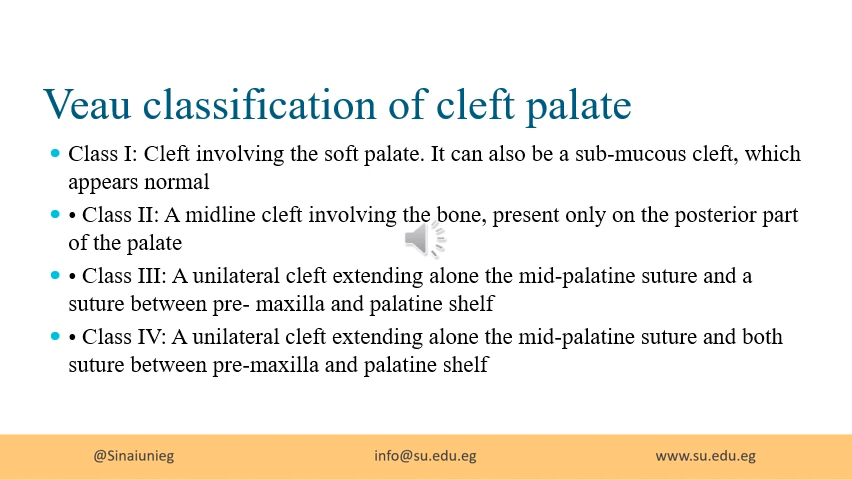 Veau classification of cleft palate
• Class I: Cleft involving the soft palate. It can also be a sub-mucous cleft, which
appears normal
• • Class II: A midline cleft involving the bone, present only on the posterior part
of the palate
• • Class III: A unilateral cleft extending alone the mid-palatine suture and a
suture between pre- maxilla and palatine shelf
• • Class IV: A unilateral cleft extending alone the mid-palatine suture and both
suture between pre-maxilla and palatine shelf
@Sinaiunieg
info@su.edu.eg
www.su.edu.eg